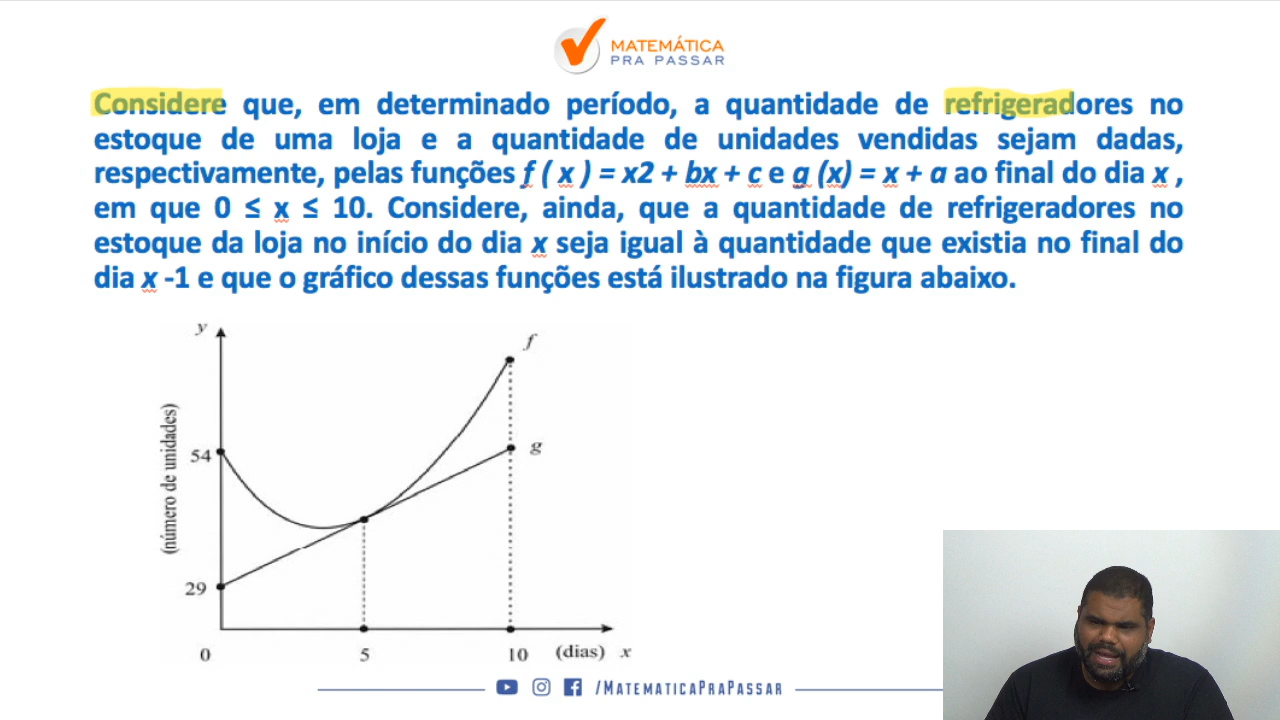 MATEMÁTICA
PRA PASSAR
Considere que, em determinado período, a quantidade de refrigeradores no
estoque de uma loja e a quantidade de unidades vendidas sejam dadas,
respectivamente, pelas funções f ( x ) = x2 + bx + c e g (x) = x + a ao final do dia x ,
em que 0 ≤ x ≤ 10. Considere, ainda, que a quantidade de refrigeradores no
estoque da loja no início do dia x seja igual à quantidade que existia no final do
dia x -1 e que o gráfico dessas funções está ilustrado na figura abaixo.
y
f
(número de unidades)
54
g
29
0
5
10
(dias) x
/MATEMATICAPRAPASSAR